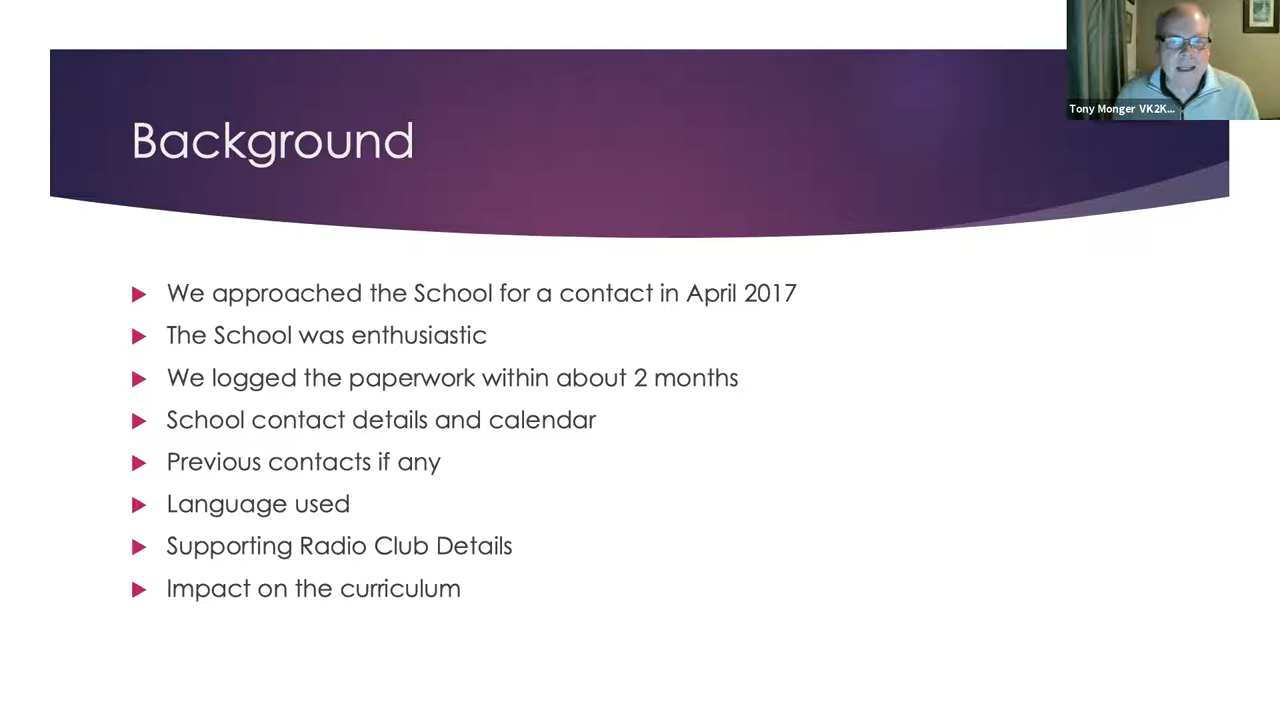 Tony Monger VK2K...
Background
We approached the School for a contact in April 2017
The School was enthusiastic
We logged the paperwork within about 2 months
School contact details and calendar
Previous contacts if any
Language used
Supporting Radio Club Details
Impact on the curriculum